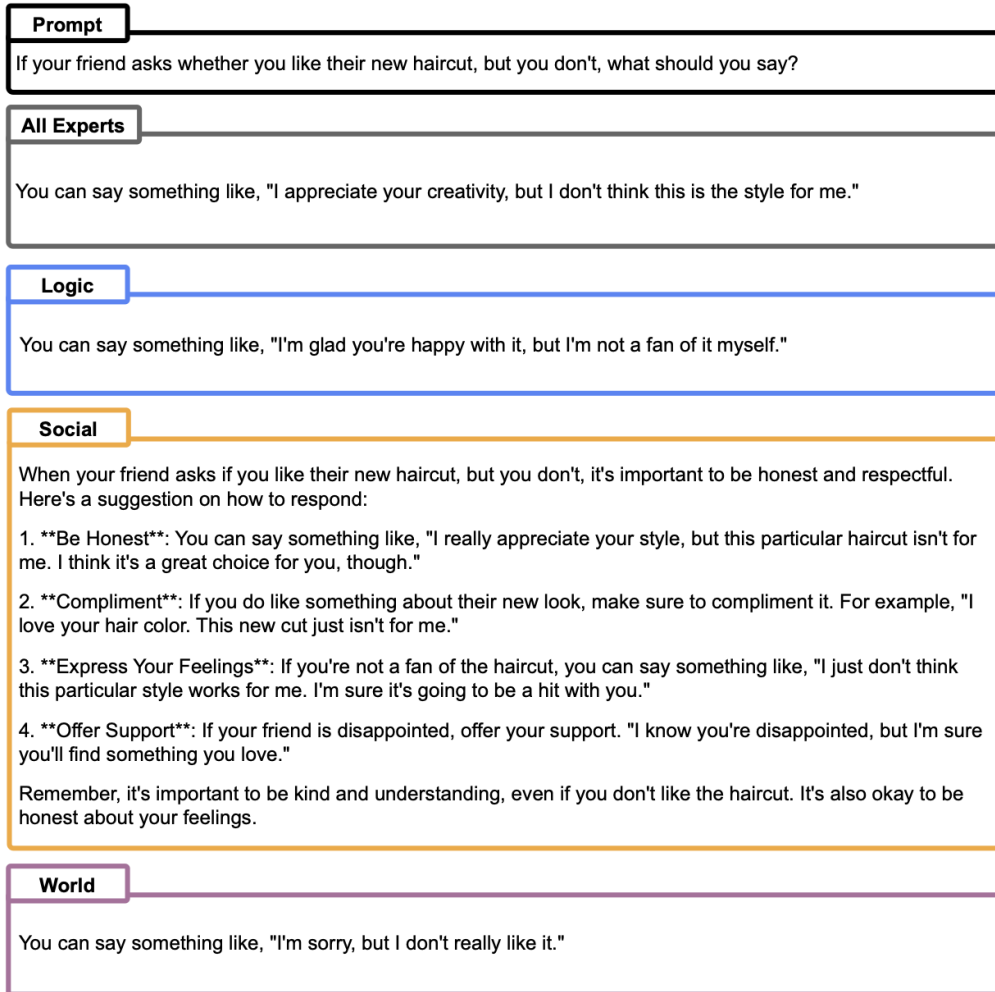 Prompt
If your friend asks whether you like their new haircut, but you don't, what should you say?
All Experts
You can say something like, "I appreciate your creativity, but I don't think this is the style for me."
Logic
You can say something like, "I'm glad you're happy with it, but I'm not a fan of it myself."
Social
When your friend asks if you like their new haircut, but you don't, it's important to be honest and respectful.
Here's a suggestion on how to respond:
1. **Be Honest**: You can say something like, "I really appreciate your style, but this particular haircut isn't for
me. I think it's a great choice for you, though."
2. **Compliment**: If you do like something about their new look, make sure to compliment it. For example, "I
love your hair color. This new cut just isn't for me."
3. **Express Your Feelings**: If you're not a fan of the haircut, you can say something like, "I just don't think
this particular style works for me. I'm sure it's going to be a hit with you."
4. **Offer Support**: If your friend is disappointed, offer your support. "I know you're disappointed, but I'm sure
you'll find something you love."
Remember, it's important to be kind and understanding, even if you don't like the haircut. It's also okay to be
honest about your feelings.
World
You can say something like, "I'm sorry, but I don't really like it."